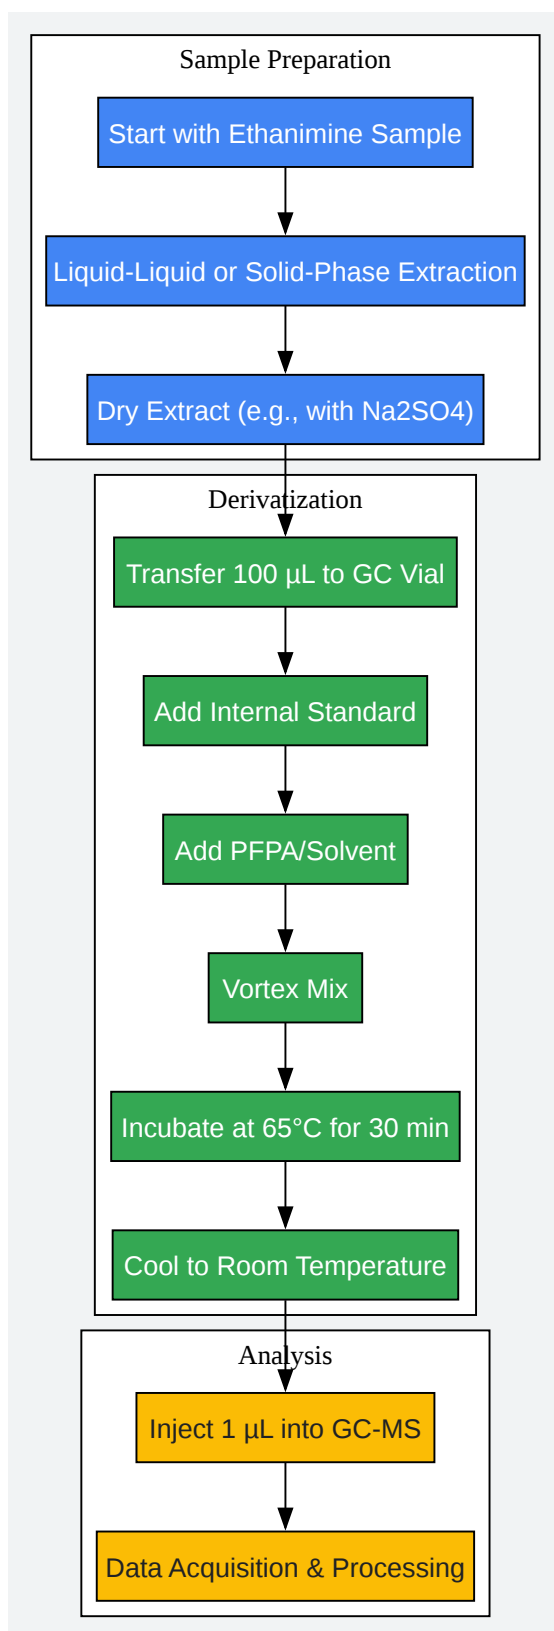 Sample Preparation
Start with Ethanimine Sample
Liquid-Liquid or Solid-Phase Extraction
Dry Extract (e.g., with Na2SO4)
Derivatization
Transfer 100 µL to GC Vial
Add Internal Standard
Add PFPA/Solvent
Vortex Mix
Incubate at 65°C for 30 min
Cool to Room Temperature
Analysis
Inject 1 µL into GC-MS
Data Acquisition & Processing